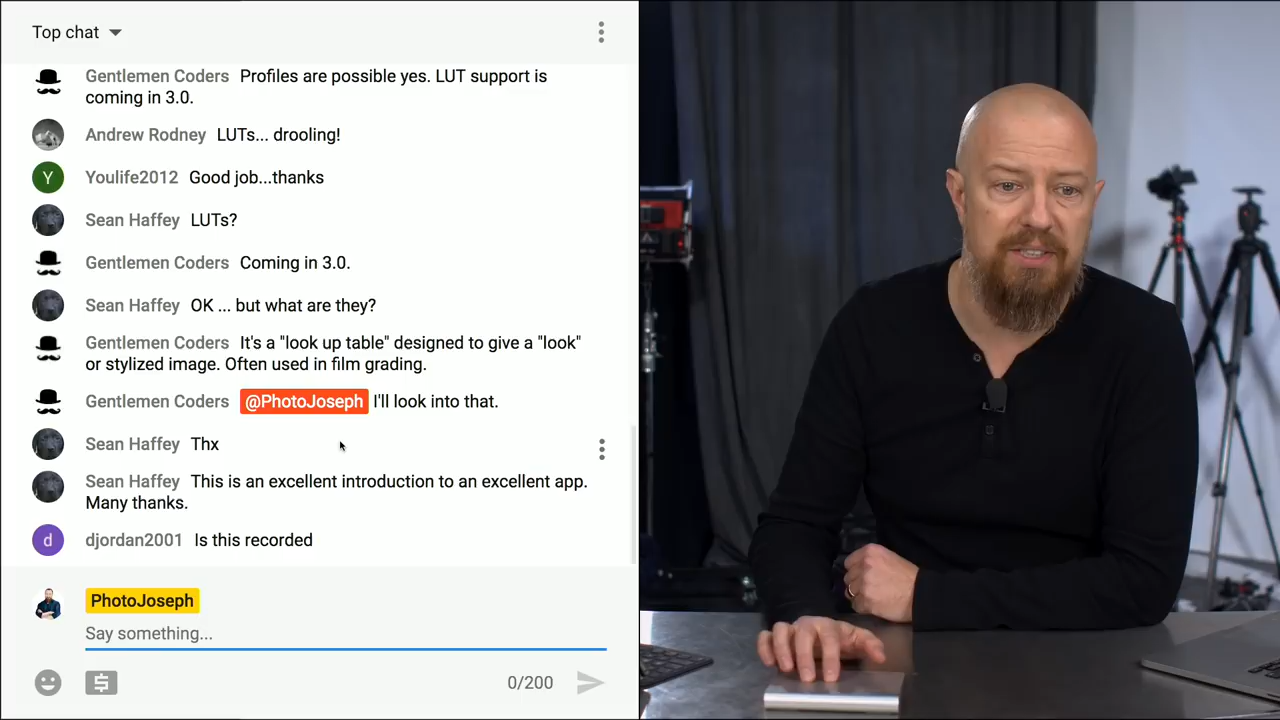 Top chat
Gentlemen Coders Profiles are possible yes. LUT support is
coming in 3.0.
Andrew Rodney LUTs... drooling!
Y
Youlife2012 Good job...thanks
Sean Haffey LUTs?
Gentlemen Coders Coming in 3.0.
Sean Haffey OK ... but what are they?
Gentlemen Coders It's a "look up table" designed to give a "look"
or stylized image. Often used in film grading.
Gentlemen Coders @PhotoJoseph I'll look into that.
Sean Haffey Thx
Sean Haffey This is an excellent introduction to an excellent app.
Many thanks.
d
djordan2001 Is this recorded
PhotoJoseph
Say something...
0/200